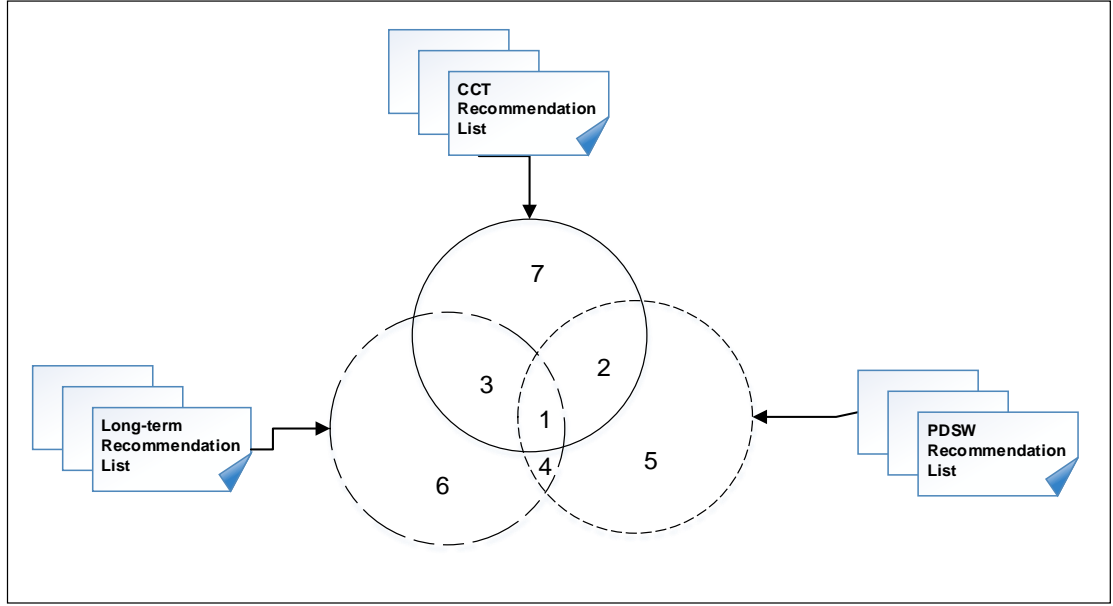 CCT
Recommendation
List
7
2
3
1
4
5
6
Long-term
Recommendation
List
PDSW
Recommendation
List